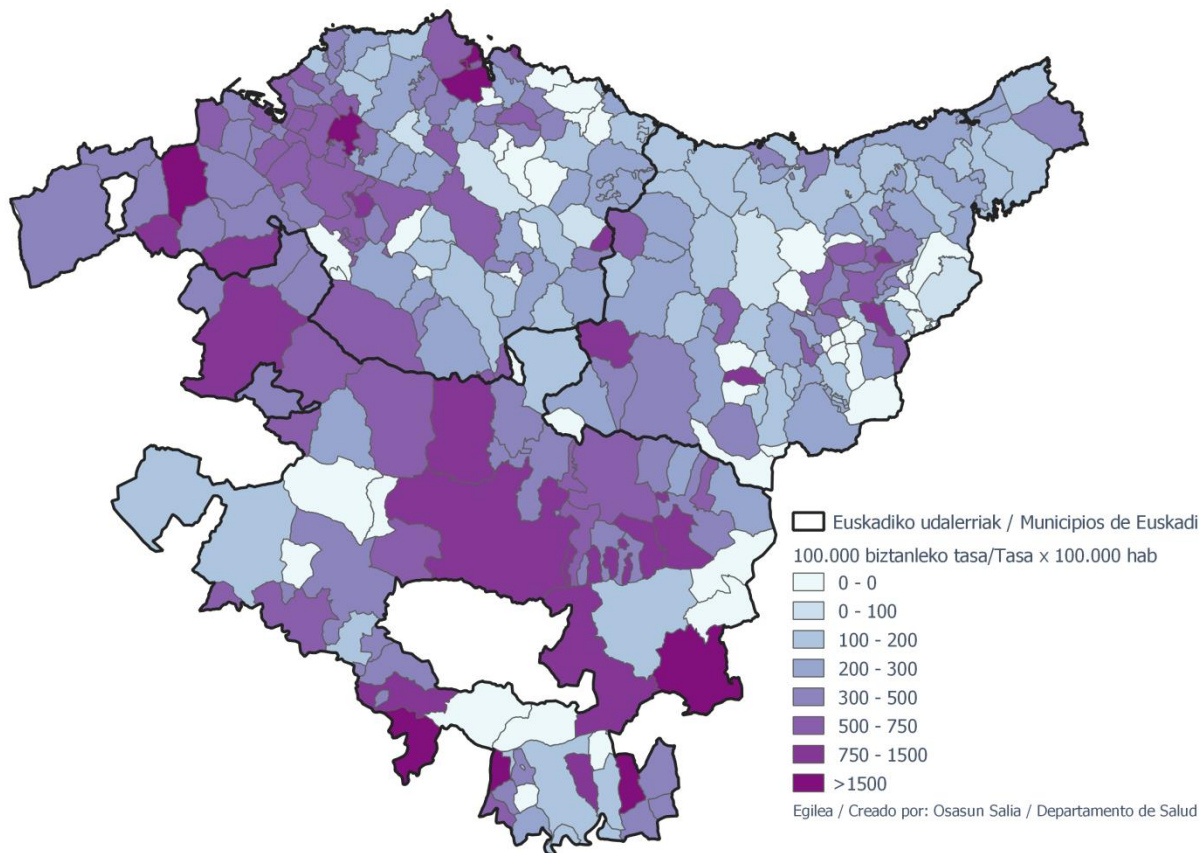 Euskadiko udalerriak / Municipios de Euskadi
100.000 biztanleko tasa/Tasa x 100.000 hab
0 - 0
0 - 100
100 - 200
200 - 300
300 - 500
500 - 750
750 - 1500
>1500
Egilea / Creado por: Osasun Salia / Departamento de Salud